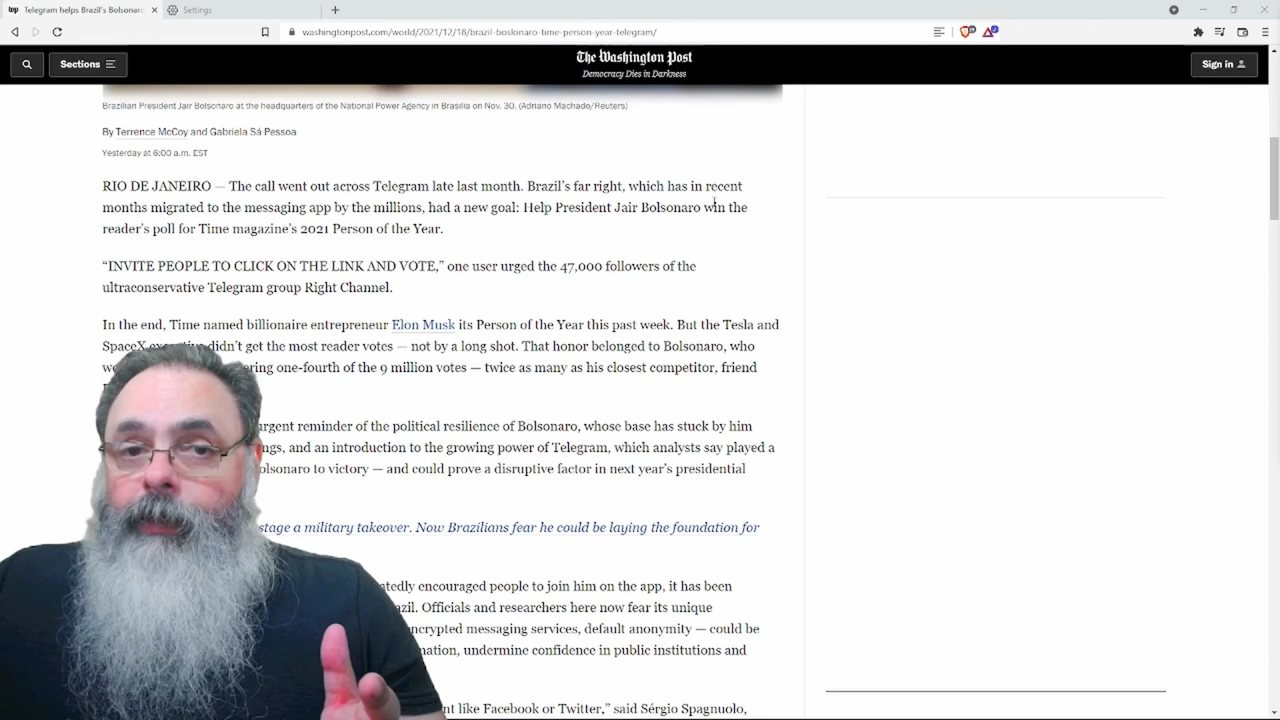 Telegram helps Brazil's Bolsonaro
Settings
washingtonpost.com/world/2021/12/18/brazil-boslonaro-time-person-year-telegram/
Sections
The Washington Post
Democracy Dies in Darkness
Sign in
Brazilian President Jair Bolsonaro at the headquarters of the National Power Agency in Brasília on Nov. 30. (Adriano Machado/Reuters)
By Terrence McCoy and Gabriela Sá Pessoa
Yesterday at 6:00 a.m. EST
RIO DE JANEIRO — The call went out across Telegram late last month. Brazil's far right, which has in recent
months migrated to the messaging app by the millions, had a new goal: Help President Jair Bolsonaro win the
reader's poll for Time magazine's 2021 Person of the Year.
“INVITE PEOPLE TO CLICK ON THE LINK AND VOTE,” one user urged the 47,000 followers of the
ultraconservative Telegram group Right Channel.
In the end, Time named billionaire entrepreneur Elon Musk its Person of the Year this past week. But the Tesla and
SpaceX didn't get the most reader votes — not by a long shot. That honor belonged to Bolsonaro, who
one-fourth of the 9 million votes — twice as many as his closest competitor, friend
urgent reminder of the political resilience of Bolsonaro, whose base has stuck by him
and an introduction to the growing power of Telegram, which analysts say played a
to victory — and could prove a disruptive factor in next year's presidential
stage a military takeover. Now Brazilians fear he could be laying the foundation for
encouraged people to join him on the app, it has been
Officials and researchers here now fear its unique
messaging services, default anonymity — could be
undermine confidence in public institutions and
like Facebook or Twitter,” said Sérgio Spagnuolo,